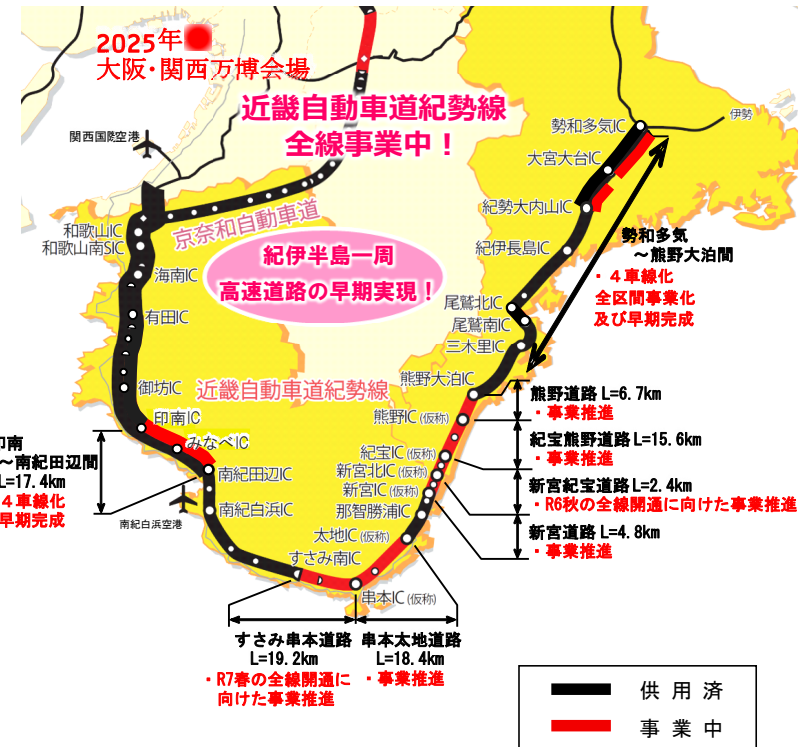 2025年
大阪・関西万博会場
近畿自動車道紀勢線
全線事業中！
関西国際空港
京奈和自動車道
紀伊半島一周
高速道路の早期実現！
近畿自動車道紀勢線
伊勢
勢和多気IC
大宮大台IC
紀勢大内山IC
紀伊長島IC
尾鷲北IC
尾鷲南IC
三木里IC
熊野大泊IC
熊野IC(仮称)
紀宝IC(仮称)
新宮北IC(仮称)
新宮IC(仮称)
那智勝浦IC
太地IC(仮称)
串本IC(仮称)
すさみ南IC
和歌山IC
和歌山南SIC
海南IC
有田IC
御坊IC
印南IC
みなべIC
南紀田辺IC
南紀白浜IC
南紀白浜空港
勢和多気
～熊野大泊間
・４車線化
全区間事業化
及び早期完成
熊野道路 L=6.7km
・事業推進
紀宝熊野道路 L=15.6km
・事業推進
新宮紀宝道路 L=2.4km
・R6秋の全線開通に向けた事業推進
新宮道路 L=4.8km
・事業推進
印南
～南紀田辺間
L=17.4km
４車線化
早期完成
すさみ串本道路
L=19.2km
・R7春の全線開通に
向けた事業推進
串本太地道路
L=18.4km
・事業推進
供用済
事業中